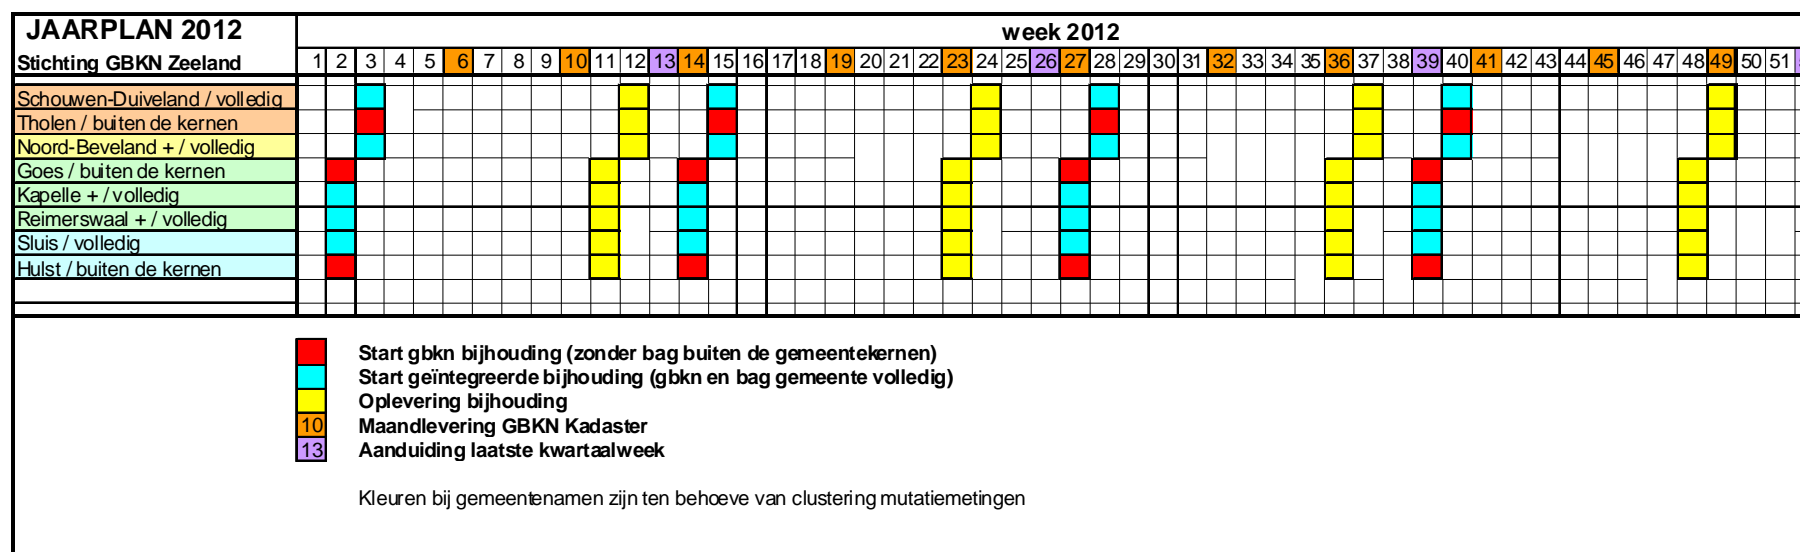 JAARPLAN 2012
week 2012
Stichting GBKN Zeeland 1 2 3 4 5 6 7 8 9 10 11 12 13 14 15 16 17 18 19 20 21 22 23 24 25 26 27 28 29 30 31 32 33 34 35 36 37 38 39 40 41 42 43 44 45 46 47 48 49 50 51
Schouwen-Duiveland / volledig
Tholen / buiten de kernen
Noord-Beveland + / volledig
Goes / buiten de kernen
Kapelle + / volledig
Reimerswaal + / volledig
Sluis / volledig
Hulst / buiten de kernen
Start gbkn bijhouding (zonder bag buiten de gemeentekernen)
Start geïntegreerde bijhouding (gbkn en bag gemeente volledig)
Oplevering bijhouding
10 Maandlevering GBKN Kadaster
13 Aanduiding laatste kwartaalweek
Kleuren bij gemeentenamen zijn ten behoeve van clustering mutatiemetingen